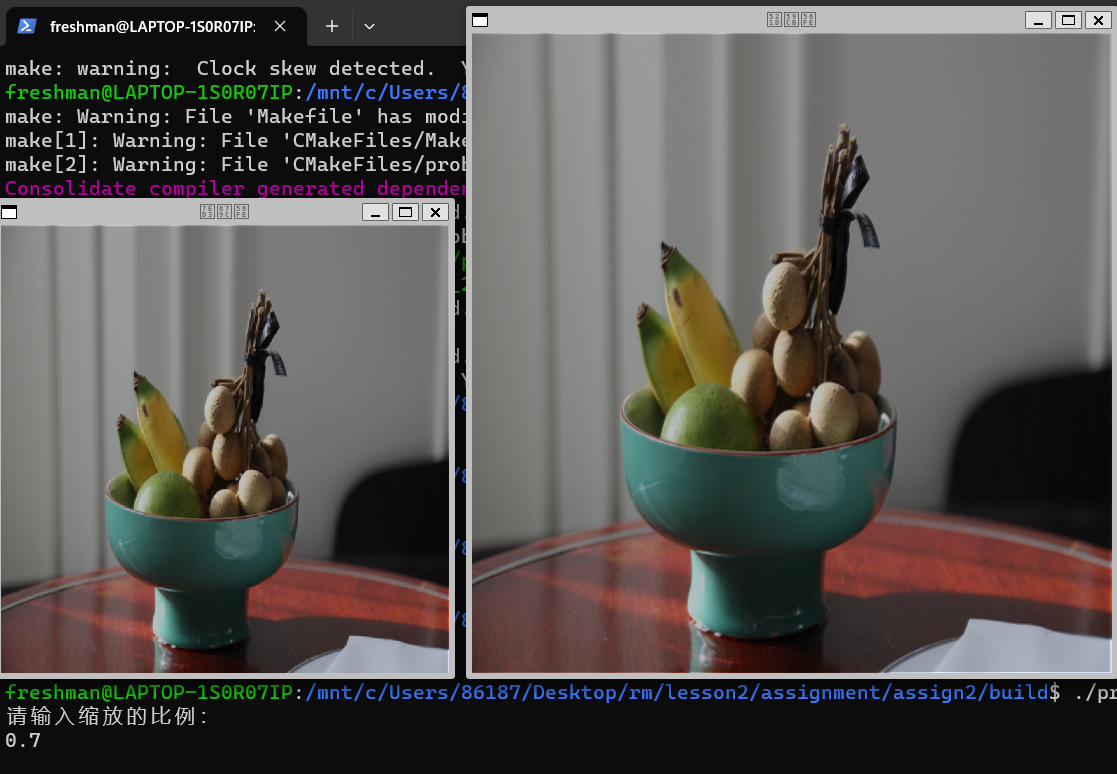 freshman@LAPTOP-1S0R07IP:
make: warning:  Clock skew detected.
freshman@LAPTOP-1S0R07IP:/mnt/c/Users/8
make: Warning: File 'Makefile' has modi
make[1]: Warning: File 'CMakeFiles/Make
make[2]: Warning: File 'CMakeFiles/prob
Consolidate compiler generated depende
freshman@LAPTOP-1S0R07IP:/mnt/c/Users/86187/Desktop/rm/lesson2/assignment/assign2/build$ ./pr
请输入缩放的比例:
0.7